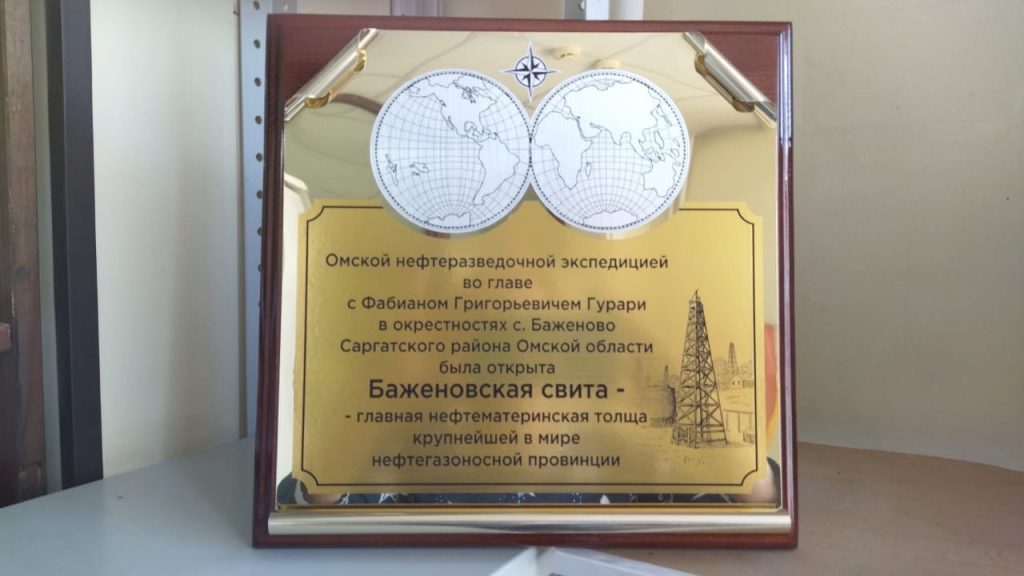 Омской нефтеразведочной экспедицией
во главе
с Фабианом Григорьевичем Гурари
в окрестностях с. Баженово
Саргатского района Омской области
была открыта
Баженовская свита -
- главная нефтематеринская толща
крупнейшей в мире
нефтегазоносной провинции